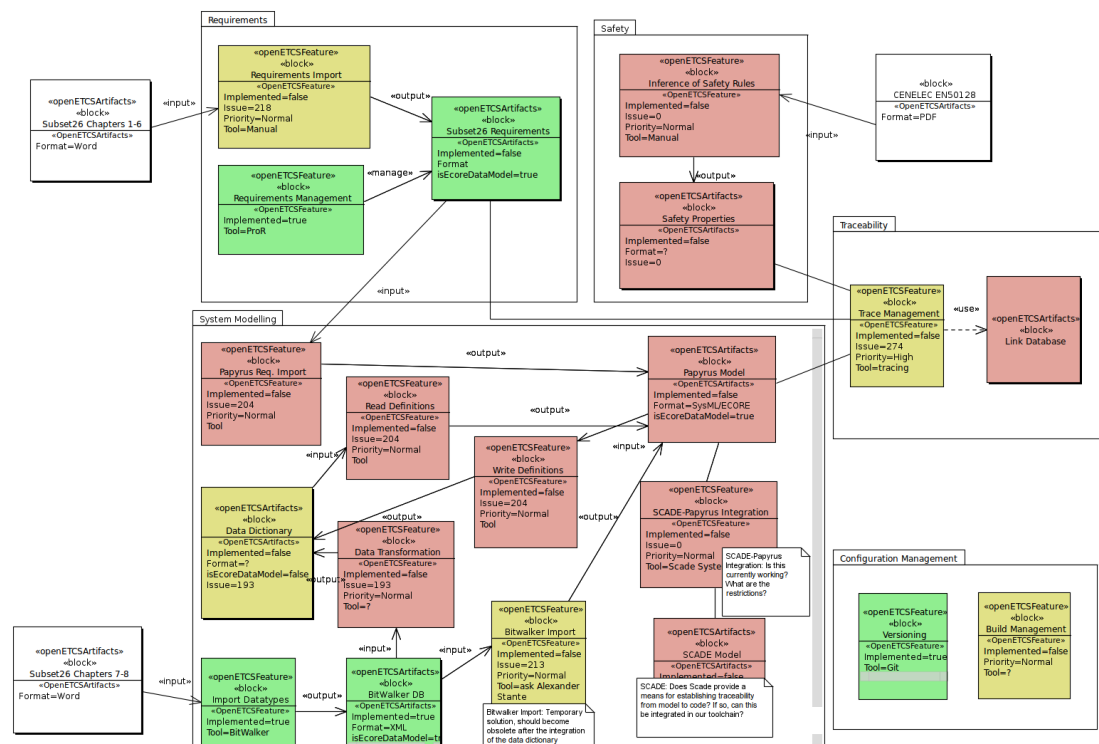 Requirements
«openETCSFeature»
«block»
Requirements Import
«OpenETCSFeature»
Implemented=false
Issue=218
Priority=Normal
Tool=Manual
«openETCSArtifacts»
«block»
Subset26 Chapters 1-6
«OpenETCSArtifacts»
Format=Word
«input»
«output»
«openETCSArtifacts»
«block»
Subset26 Requirements
«OpenETCSArtifacts»
Implemented=false
Format
isEcoreDataModel=true
«manage»
«openETCSFeature»
«block»
Requirements Management
«OpenETCSFeature»
Implemented=true
Tool=ProR
«input»
Safety
«openETCSFeature»
«block»
Inference of Safety Rules
«OpenETCSFeature»
Implemented=false
Issue=0
Priority=Normal
Tool=Manual
«block»
CENELEC EN50128
«OpenETCSArtifacts»
Format=PDF
«input»
«output»
«openETCSArtifacts»
«block»
Safety Properties
«OpenETCSArtifacts»
Implemented=false
Format=?
Issue=0
Traceability
«openETCSFeature»
«block»
Trace Management
«OpenETCSFeature»
Implemented=false
Issue=274
Priority=High
Tool=tracing
«use»
«openETCSArtifacts»
«block»
Link Database
System Modelling
«openETCSFeature»
«block»
Papyrus Req. Import
«OpenETCSFeature»
Implemented=false
Issue=204
Priority=Normal
Tool
«output»
«openETCSFeature»
«block»
Read Definitions
«OpenETCSFeature»
Implemented=false
Issue=204
Priority=Normal
Tool
«output»
«openETCSArtifacts»
«block»
Papyrus Model
«OpenETCSArtifacts»
Implemented=false
Format=SysML/ECORE
isEcoreDataModel=true
«input»
«input»
«openETCSFeature»
«block»
Write Definitions
«OpenETCSFeature»
Implemented=false
Issue=204
Priority=Normal
Tool
«output»
«output»
«openETCSArtifacts»
«block»
Data Dictionary
«OpenETCSArtifacts»
Implemented=false
Format=?
isEcoreDataModel=false
Issue=193
«output»
«openETCSFeature»
«block»
Data Transformation
«OpenETCSFeature»
Implemented=false
Issue=193
Priority=Normal
Tool=?
«openETCSFeature»
«block»
SCADE-Papyrus Integration
«OpenETCSFeature»
Implemented=false
Issue=0
Priority=Normal
Tool=Scade Syste
SCADE-Papyrus
Integration: Is this
currently working?
What are the
restrictions?
«openETCSFeature»
«block»
Bitwalker Import
«OpenETCSFeature»
Implemented=false
Issue=213
Priority=Normal
Tool=ask Alexander
Stante
«input»
«input»
«openETCSArtifacts»
«block»
SCADE Model
«OpenETCSArtifacts»
Implemented=false
SCADE: Does Scade provide a
means for establishing traceability
from model to code? If so, can this
be integrated in our toolchain?
Bitwalker Import: Temporary
solution, should become
obsolete after the integration
of the data dictionary
«openETCSArtifacts»
«block»
Subset26 Chapters 7-8
«OpenETCSArtifacts»
Format=Word
«input»
«openETCSFeature»
«block»
Import Datatypes
«OpenETCSFeature»
Implemented=true
Tool=BitWalker
«output»
«openETCSArtifacts»
«block»
BitWalker DB
«OpenETCSArtifacts»
Implemented=true
Format=XML
isEcoreDataModel=tr
Configuration Management
«openETCSFeature»
«block»
Versioning
«OpenETCSFeature»
Implemented=true
Tool=Git
«openETCSFeature»
«block»
Build Management
«OpenETCSFeature»
Implemented=false
Priority=Normal
Tool=?